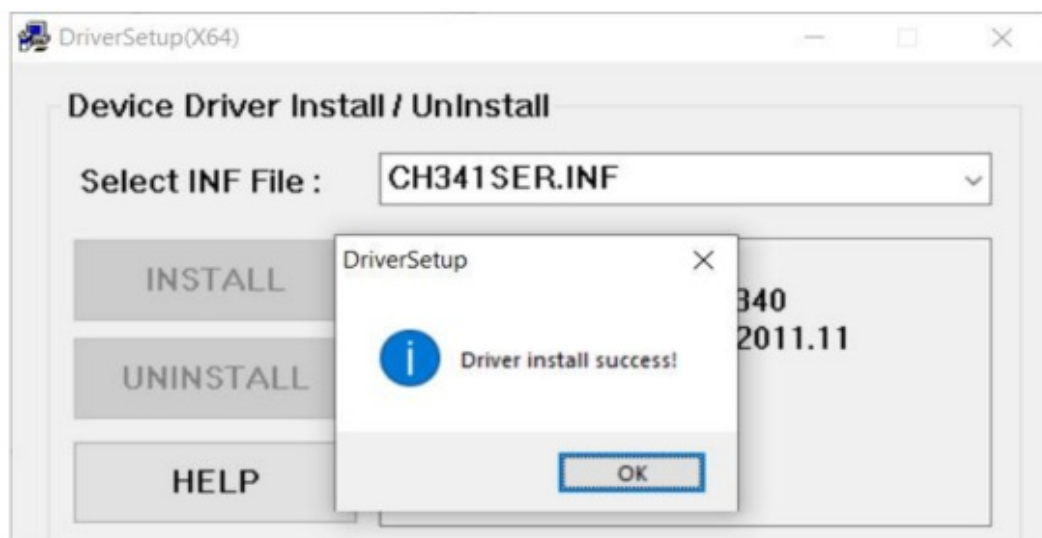 DriverSetup(X64)
Device Driver Install / UnInstall
Select INF File :
CH341SER.INF
INSTALL
UNINSTALL
HELP
DriverSetup
Driver install success!
OK
340
2011.11